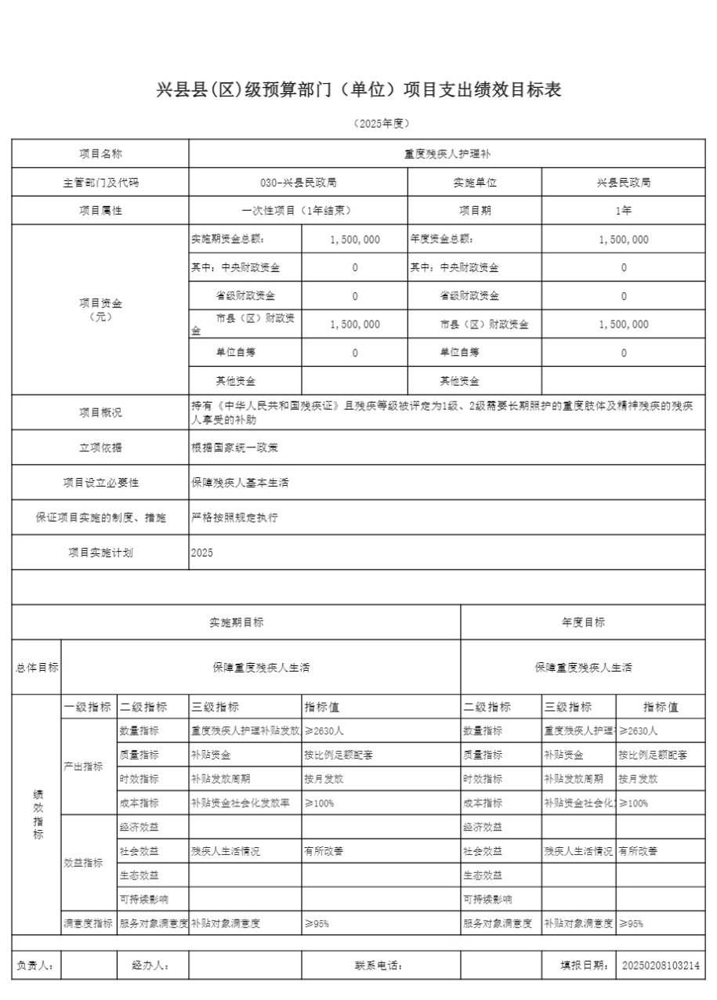 兴县县(区)级预算部门（单位）项目支出绩效目标表
（2025年度）
项目名称 重度残疾人护理补
主管部门及代码 030-兴县民政局 实施单位 兴县民政局
项目属性 一次性项目（1年结束） 项目期 1年
项目资金
（元）
实施期资金总额： 1,500,000 年度资金总额： 1,500,000
其中：中央财政资金 0 其中：中央财政资金 0
省级财政资金 0 省级财政资金 0
市县（区）财政资
金 1,500,000 市县（区）财政资金 1,500,000
单位自筹 0 单位自筹 0
其他资金 其他资金
项目概况 持有《中华人民共和国残疾证》且残疾等级被评定为1级、2级需要长期照护的重度肢体及精神残疾的残疾
人享受的补助
立项依据 根据国家统一政策
项目设立必要性 保障残疾人基本生活
保证项目实施的制度、措施 严格按照规定执行
项目实施计划 2025
实施期目标 年度目标
总体目标 保障重度残疾人生活 保障重度残疾人生活
绩
效
指
标
一级指标 二级指标 三级指标 指标值 二级指标 三级指标 指标值
产出指标
数量指标 重度残疾人护理补贴发放 ≥2630人 数量指标 重度残疾人护理 ≥2630人
质量指标 补贴资金 按比例足额配套 质量指标 补贴资金 按比例足额配套
时效指标 补贴发放周期 按月发放 时效指标 补贴发放周期 按月发放
成本指标 补贴资金社会化发放率 ≥100% 成本指标 补贴资金社会化 ≥100%
效益指标
经济效益 经济效益
社会效益 残疾人生活情况 有所改善 社会效益 残疾人生活情况 有所改善
生态效益 生态效益
可持续影响 可持续影响
满意度指标 服务对象满意度 补贴对象满意度 ≥95% 服务对象满意度 补贴对象满意度 ≥95%
负责人： 经办人： 联系电话： 填报日期： 20250208103214